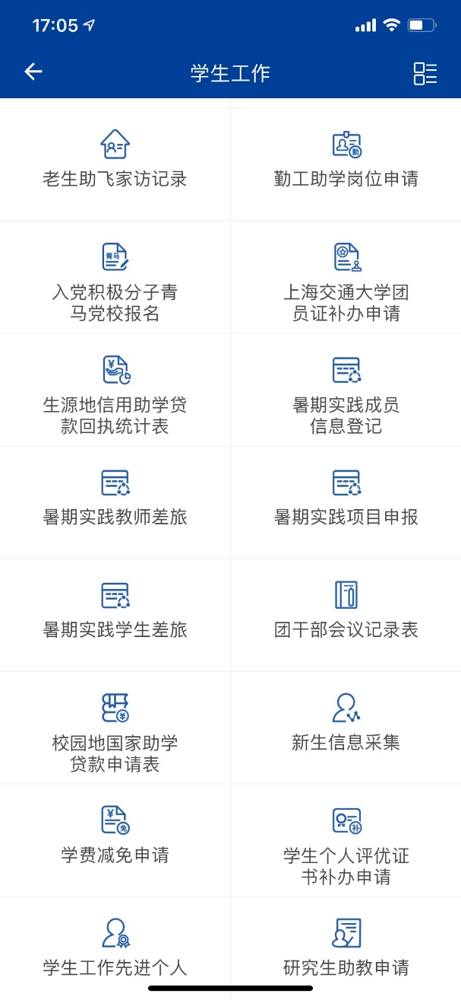 17:05
学生工作
老生助飞家访记录
勤工助学岗位申请
勤
青马
入党积极分子青
马党校报名
上海交通大学团
员证补办申请
¥
生源地信用助学贷
款回执统计表
暑期实践成员
信息登记
暑期实践教师差旅
暑期实践项目申报
暑期实践学生差旅
团干部会议记录表
¥
校园地国家助学
贷款申请表
新生信息采集
¥
免
学费减免申请
补
学生个人评优证
书补办申请
学生工作先进个人
研究生助教申请